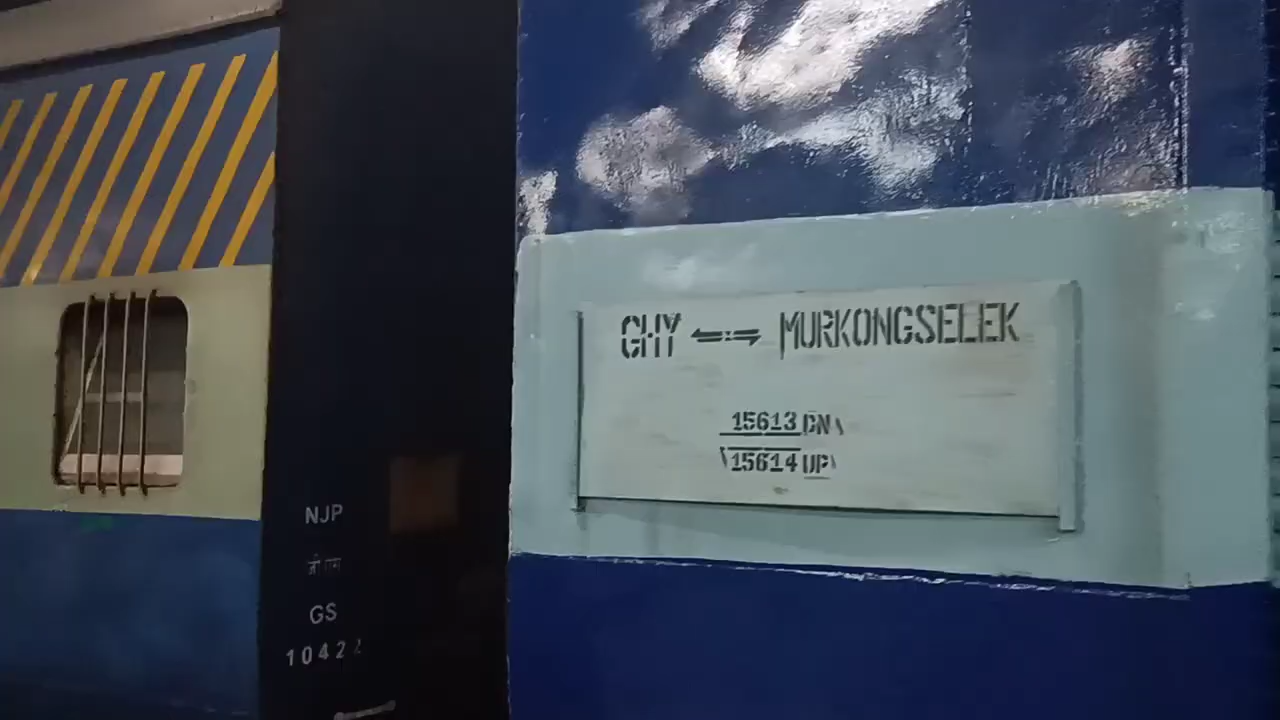 GHY ⇋ MURKONGSELEK
15613 DN
15614 UP
NJP
GS
1042